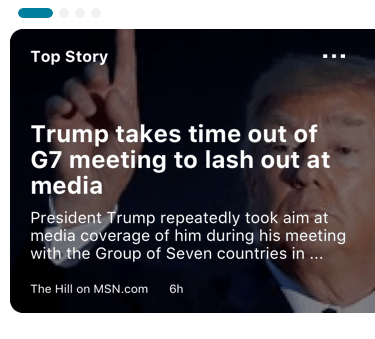 Top Story
Trump takes time out of
G7 meeting to lash out at
media
President Trump repeatedly took aim at
media coverage of him during his meeting
with the Group of Seven countries in ...
The Hill on MSN.com 6h